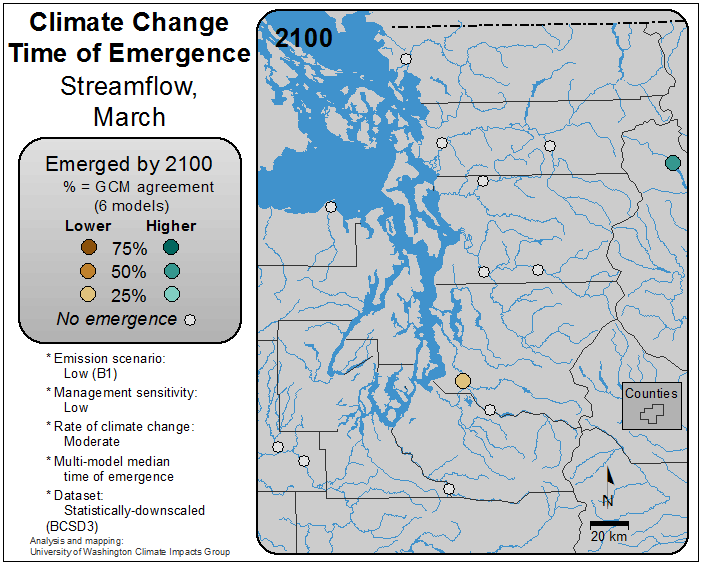 Climate Change
Time of Emergence
Streamflow,
March
Emerged by 2100
% = GCM agreement
(6 models)
Lower Higher
75%
50%
25%
No emergence
* Emission scenario:
Low (B1)
* Management sensitivity:
Low
* Rate of climate change:
Moderate
* Multi-model median
time of emergence
* Dataset:
Statistically-downscaled
(BCSD3)
Analysis and mapping:
University of Washington Climate Impacts Group
2100
Counties
N
20 km